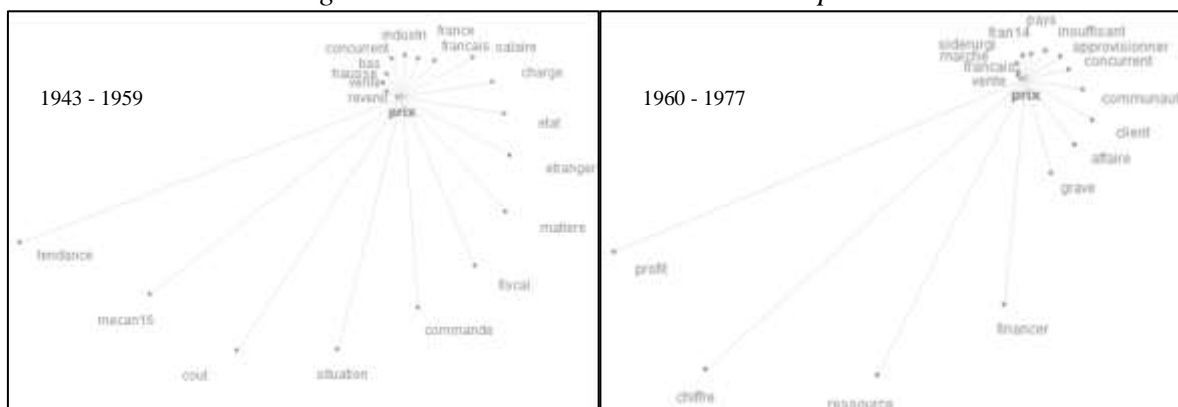 industri
france
concurrent
francais
salaire
bas
hausse
charge
vente
1943 - 1959
revenu
prix
etat
etranger
matiere
tendance
fiscal
mecan16
commande
cout
situation
pays
fran14
insuffisant
siderurgi
approvisionner
marche
concurrent
francais
vente
1960 - 1977
prix
communaut
client
affaire
grave
profit
financer
chiffre
ressource